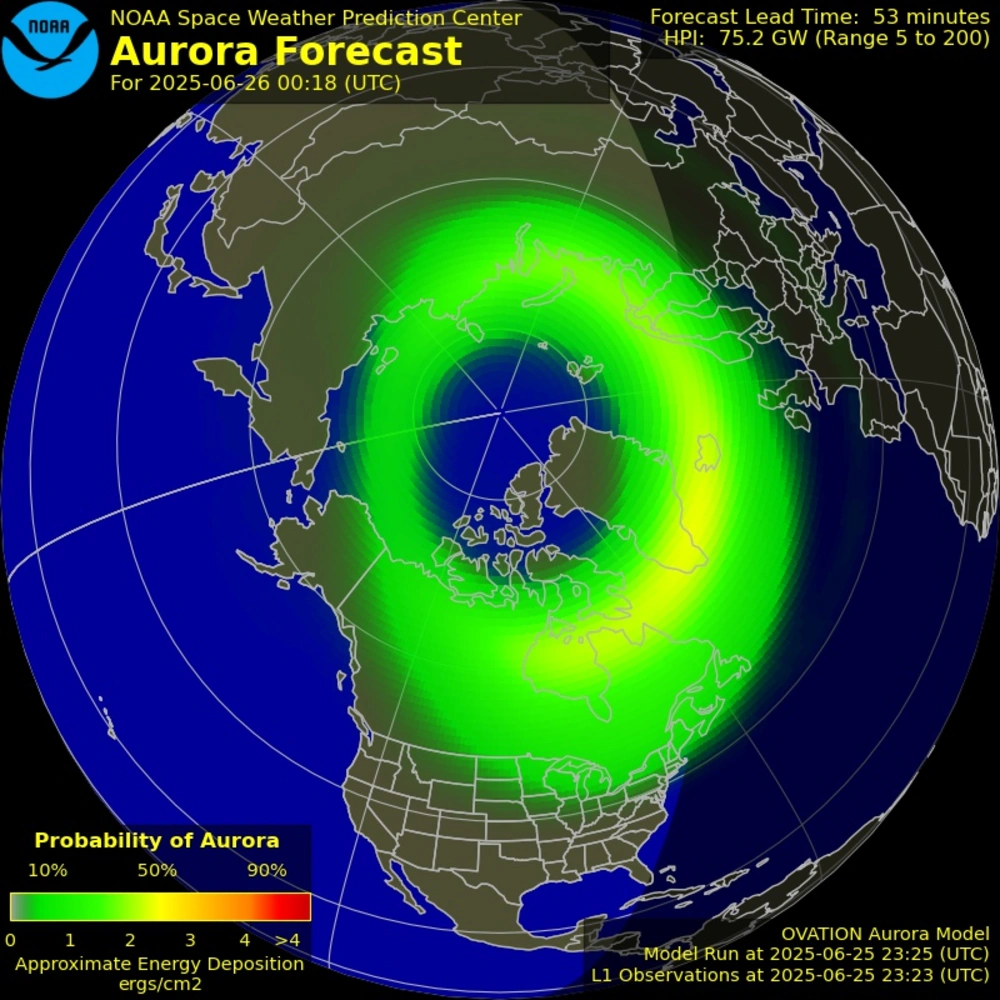 NOAA
NOAA Space Weather Prediction Center
Aurora Forecast
For 2025-06-26 00:18 (UTC)
Forecast Lead Time: 53 minutes
HPI: 75.2 GW (Range 5 to 200)
Probability of Aurora
10% 50% 90%
0 1 2 3 4 >4
Approximate Energy Deposition
ergs/cm2
OVATION Aurora Model
Model Run at 2025-06-25 23:25 (UTC)
L1 Observations at 2025-06-25 23:23 (UTC)